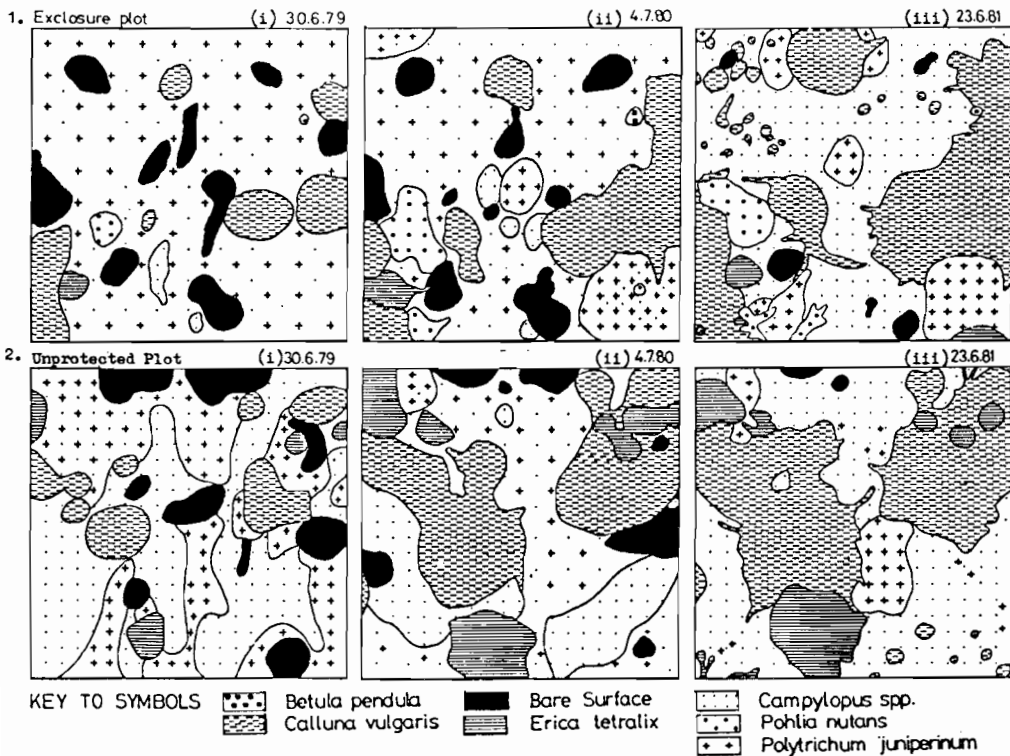 1. Exclosure plot (i) 30.6.79 (ii) 4.7.80 (iii) 23.6.81
2. Unprotected Plot (i)30.6.79 (ii) 4.7.80 (iii) 23.6.81
KEY TO SYMBOLS Betula pendula Bare Surface Campylopus spp.
Calluna vulgaris Erica tetralix Pohlia nutans
Polytrichum juniperinum